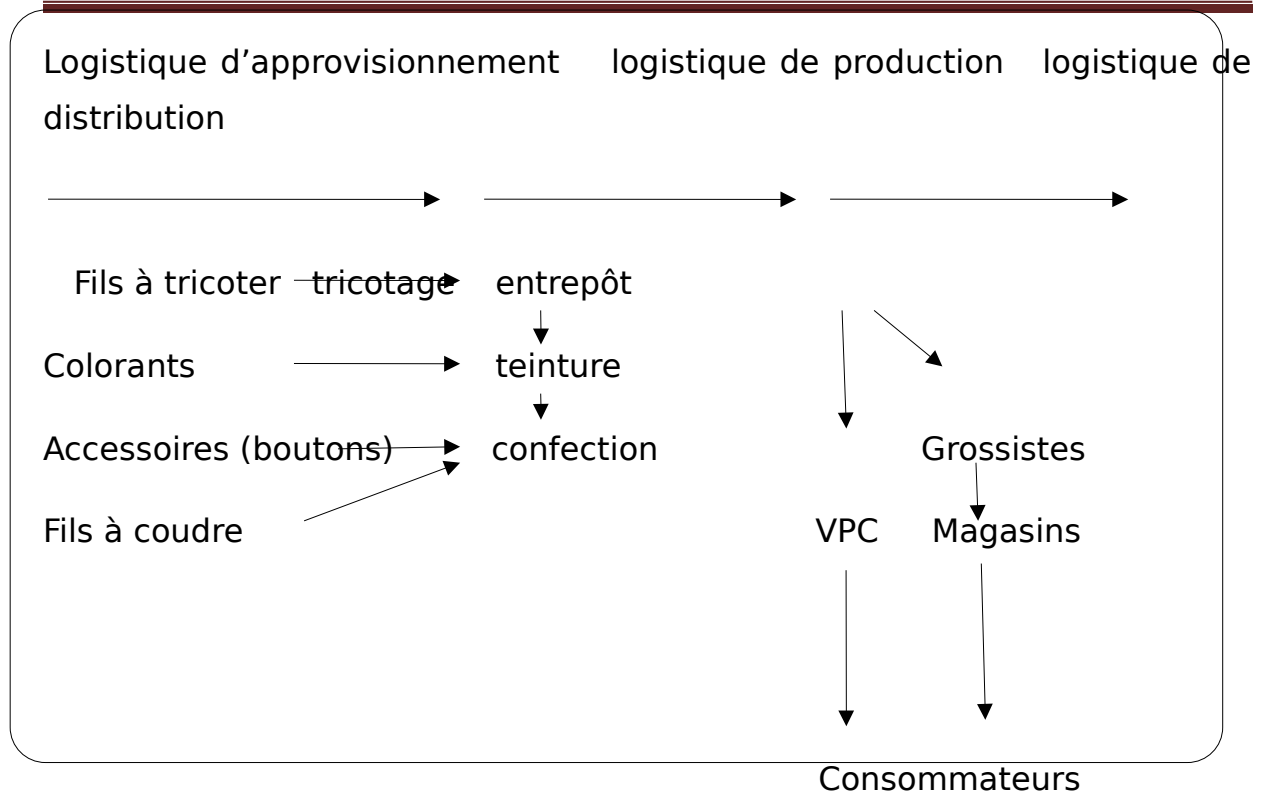 Logistique d’approvisionnement logistique de production logistique de
distribution
Fils à tricoter tricotage entrepôt
Colorants teinture
Accessoires (boutons) confection Grossistes
Fils à coudre VPC Magasins
Consommateurs